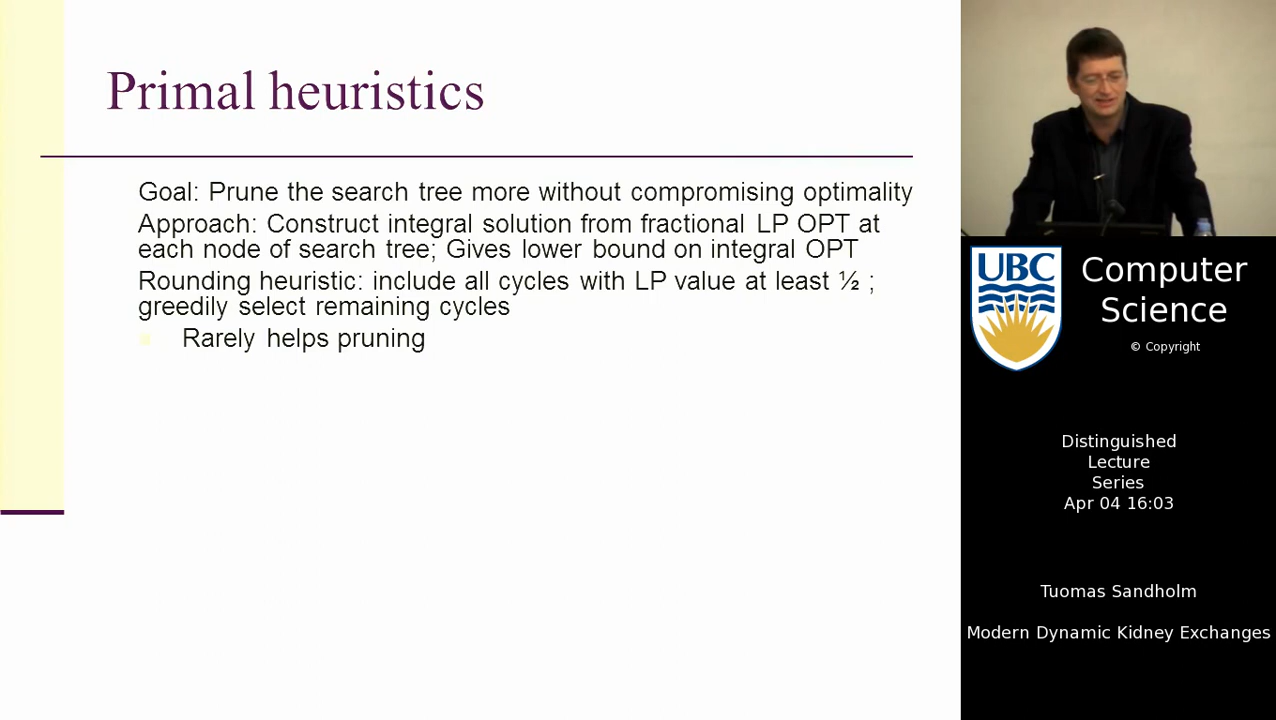 Primal heuristics
Goal: Prune the search tree more without compromising optimality
Approach: Construct integral solution from fractional LP OPT at
each node of search tree; Gives lower bound on integral OPT
Rounding heuristic: include all cycles with LP value at least ½ ;
greedily select remaining cycles
Rarely helps pruning
UBC
Computer
Science
© Copyright
Distinguished
Lecture
Series
Apr 04 16:03
Tuomas Sandholm
Modern Dynamic Kidney Exchanges